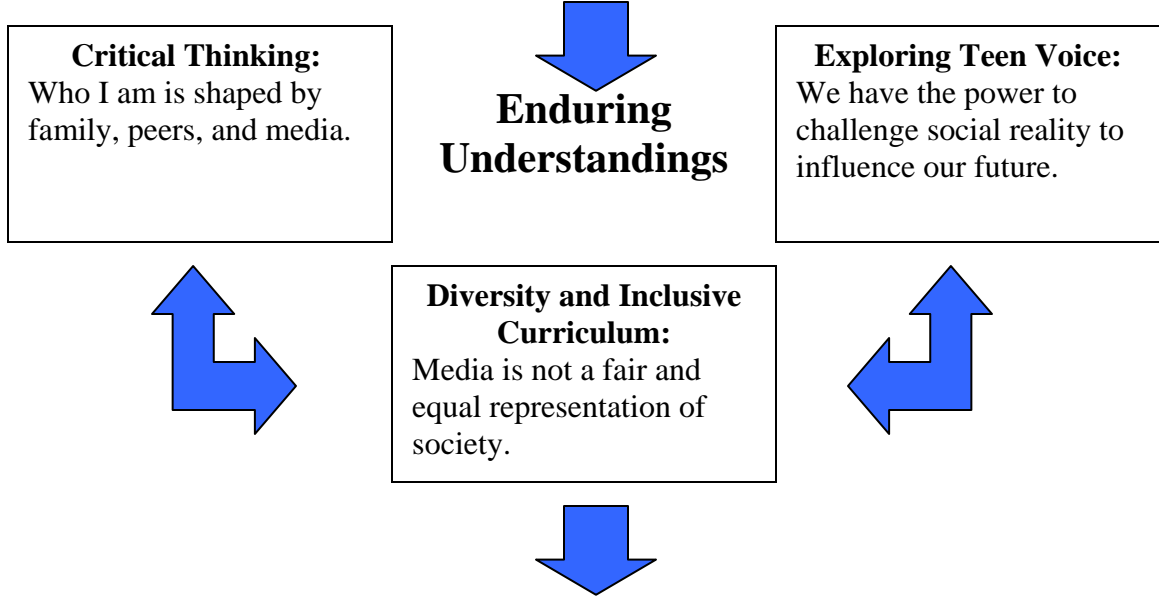 Critical Thinking:
Who I am is shaped by
family, peers, and media.
Enduring
Understandings
Exploring Teen Voice:
We have the power to
challenge social reality to
influence our future.
Diversity and Inclusive
Curriculum:
Media is not a fair and
equal representation of
society.